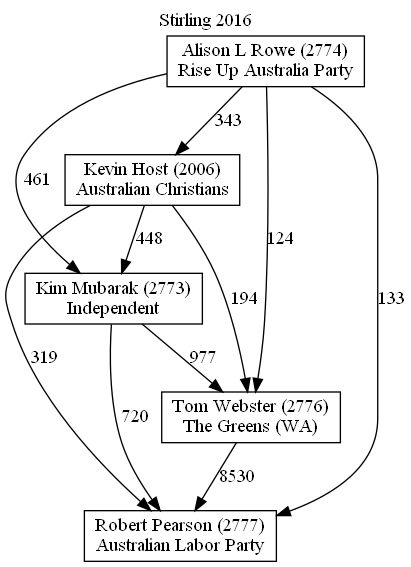 Stirling 2016
Alison L Rowe (2774)
Rise Up Australia Party
343
Kevin Host (2006)
Australian Christians
461
448
124
Kim Mubarak (2773)
Independent
194
133
319
977
720
Tom Webster (2776)
The Greens (WA)
8530
Robert Pearson (2777)
Australian Labor Party